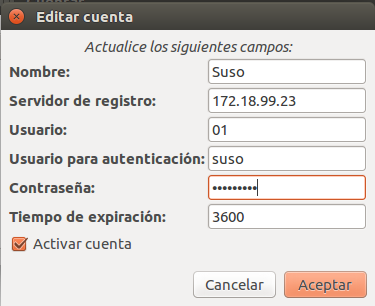 Editar cuenta
Actualice los siguientes campos:
Nombre: Suso
Servidor de registro: 172.18.99.23
Usuario: 01
Usuario para autenticación: suso
Contraseña: •••••••••
Tiempo de expiración: 3600
Activar cuenta
Cancelar Aceptar